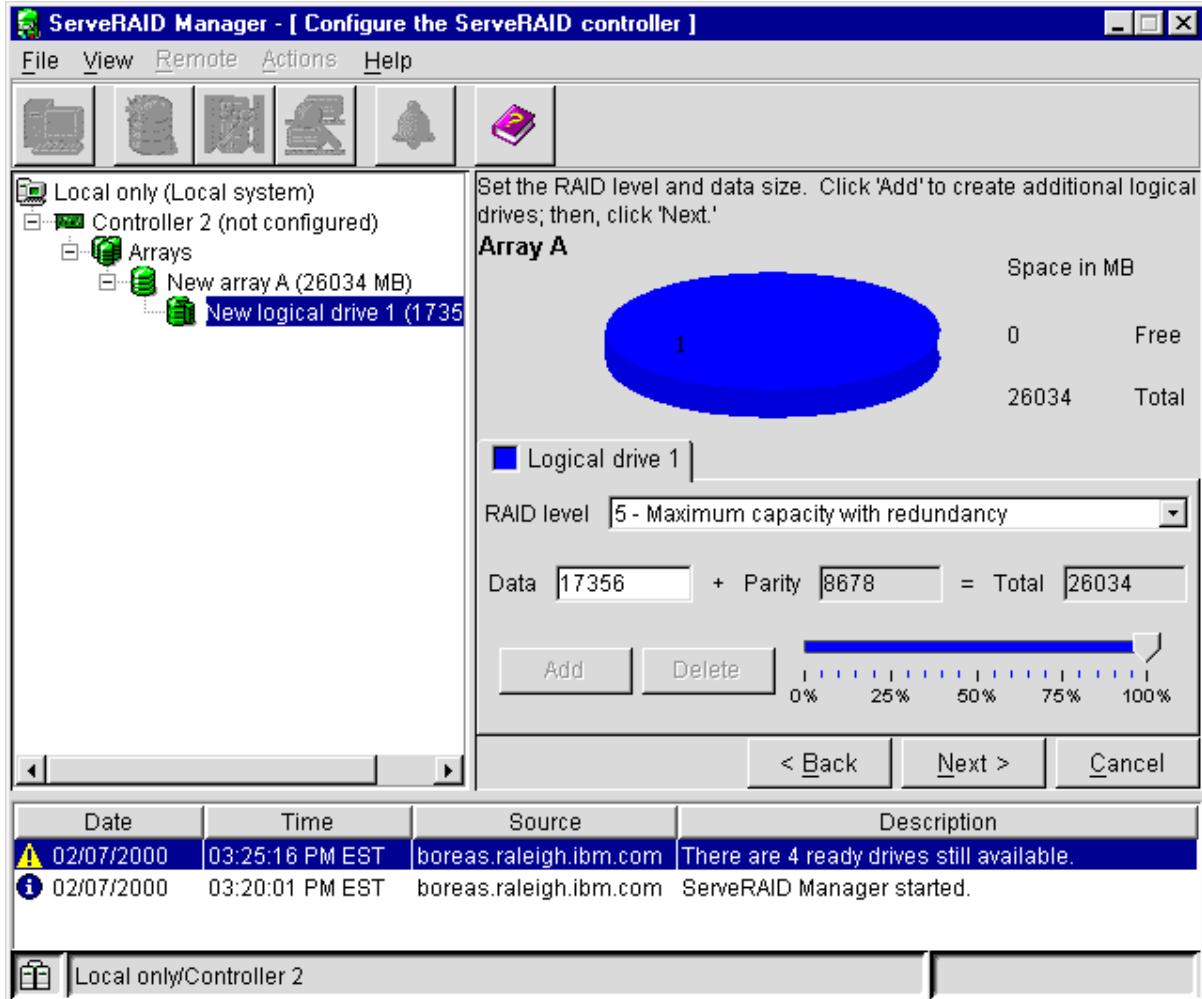 ServeRAID Manager - [ Configure the ServeRAID controller ]
File View Remote Actions Help
Local only (Local system)
Controller 2 (not configured)
Arrays
New array A (26034 MB)
New logical drive 1 (1735
Set the RAID level and data size. Click 'Add' to create additional logical
drives; then, click 'Next.'
Array A
Space in MB
1
0 Free
26034 Total
Logical drive 1
RAID level 5 - Maximum capacity with redundancy
Data 17356 + Parity 8678 = Total 26034
Add Delete
0% 25% 50% 75% 100%
< Back Next > Cancel
Date Time Source Description
02/07/2000 03:25:16 PM EST boreas.raleigh.ibm.com There are 4 ready drives still available.
02/07/2000 03:20:01 PM EST boreas.raleigh.ibm.com ServeRAID Manager started.
Local only/Controller 2